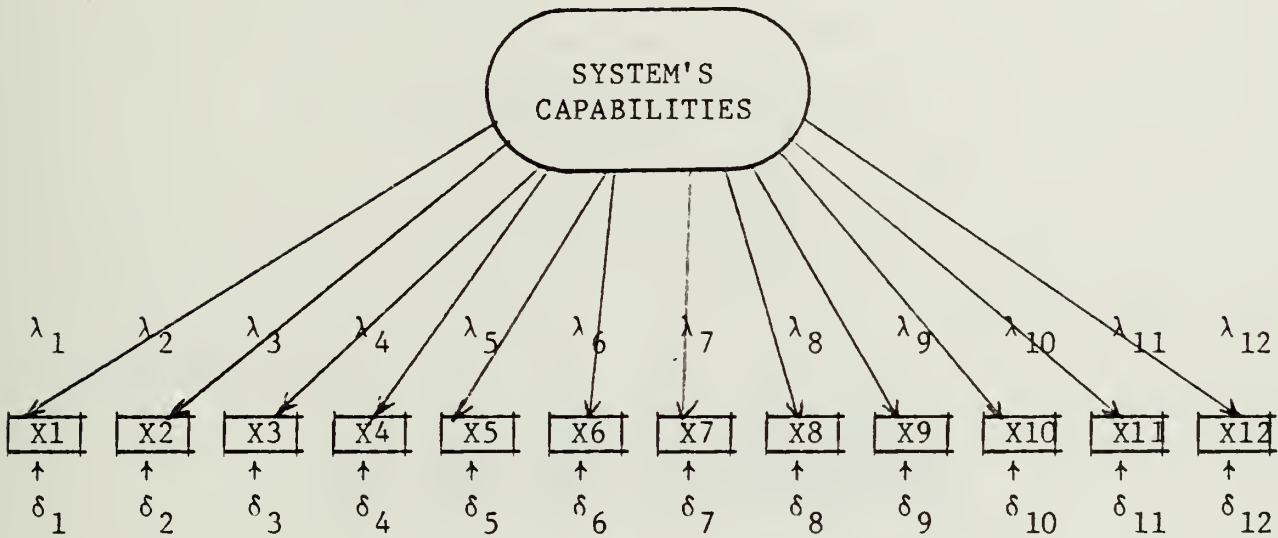 SYSTEM'S
CAPABILITIES
λ1 λ2 λ3 λ4 λ5 λ6 λ7 λ8 λ9 λ10 λ11 λ12
X1 X2 X3 X4 X5 X6 X7 X8 X9 X10 X11 X12
δ1 δ2 δ3 δ4 δ5 δ6 δ7 δ8 δ9 δ10 δ11 δ12